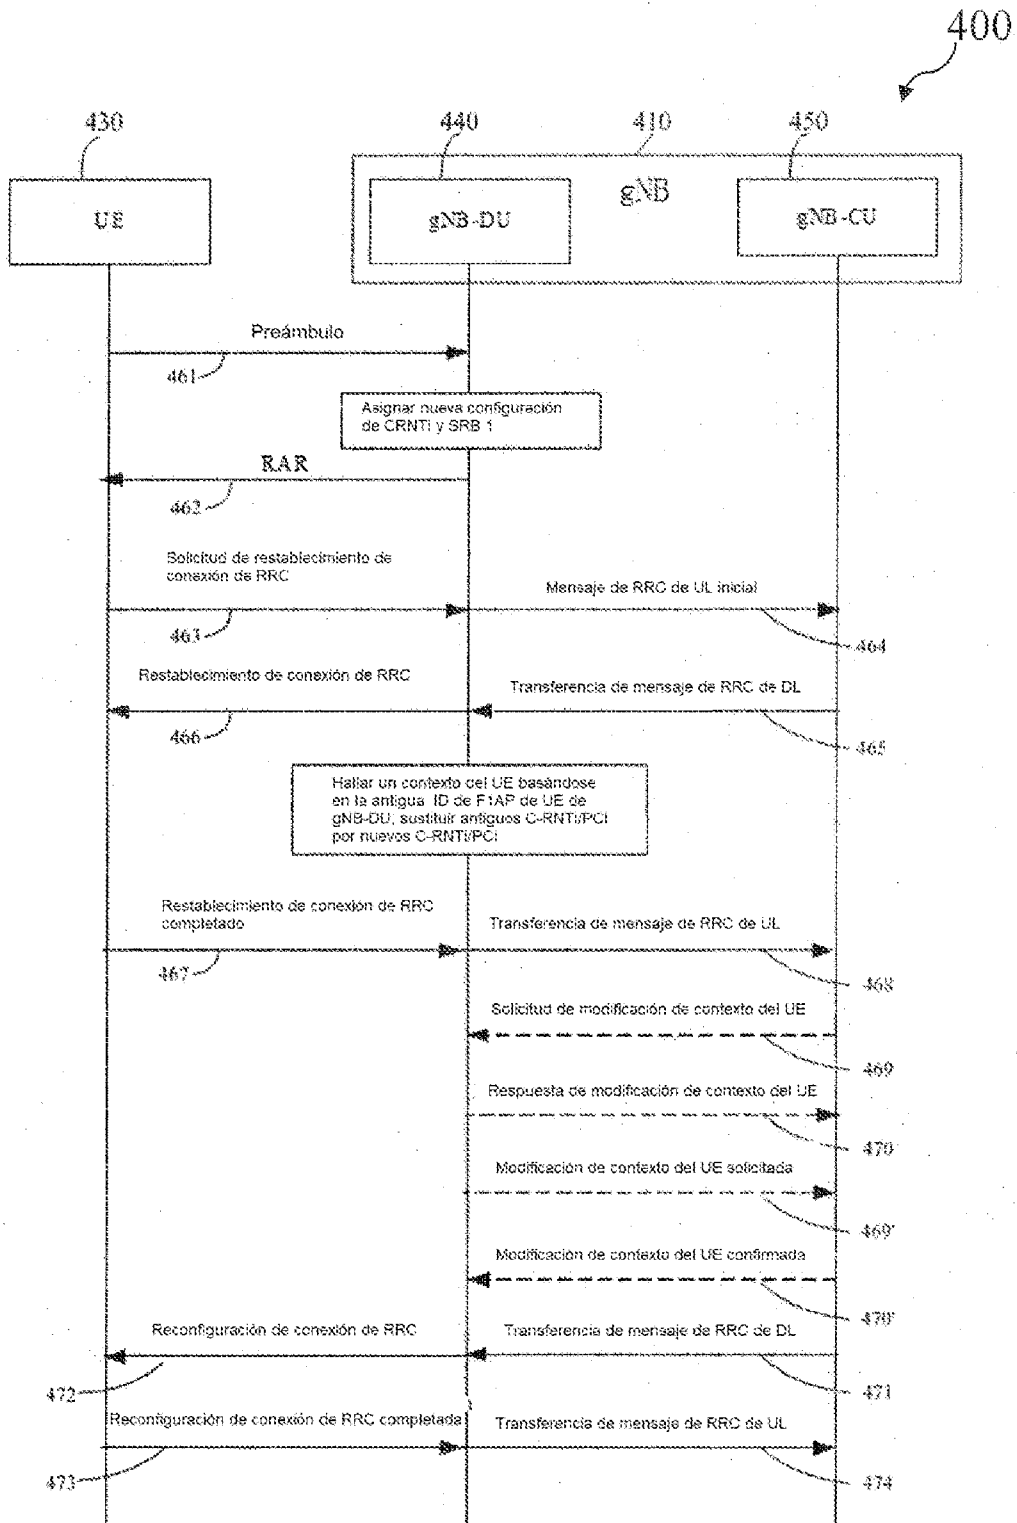 400
430
440
410
450
UE
gNB-DU
gNB
gNB-CU
Preámbulo
461
Asignar nueva configuración
de CRNTI y SRB 1
RAR
462
Solicitud de restablecimiento de
conexión de RRC
Mensaje de RRC de UL inicial
463
464
Restablecimiento de conexión de RRC
Transferencia de mensaje de RRC de DL
466
465
Hallar un contexto del UE basándose
en la antigua ID de F1AP de UE de
gNB-DU, sustituir antiguos C-RNTI/PCI
por nuevos C-RNTI/PCI
Restablecimiento de conexión de RRC
completado
Transferencia de mensaje de RRC de UL
467
468
Solicitud de modificación de contexto del UE
469
Respuesta de modificación de contexto del UE
470
Modificación de contexto del UE solicitada
469'
Modificación de contexto del UE confirmada
470'
Reconfiguración de conexión de RRC
Transferencia de mensaje de RRC de DL
472
471
Reconfiguración de conexión de RRC completada
Transferencia de mensaje de RRC de UL
473
474